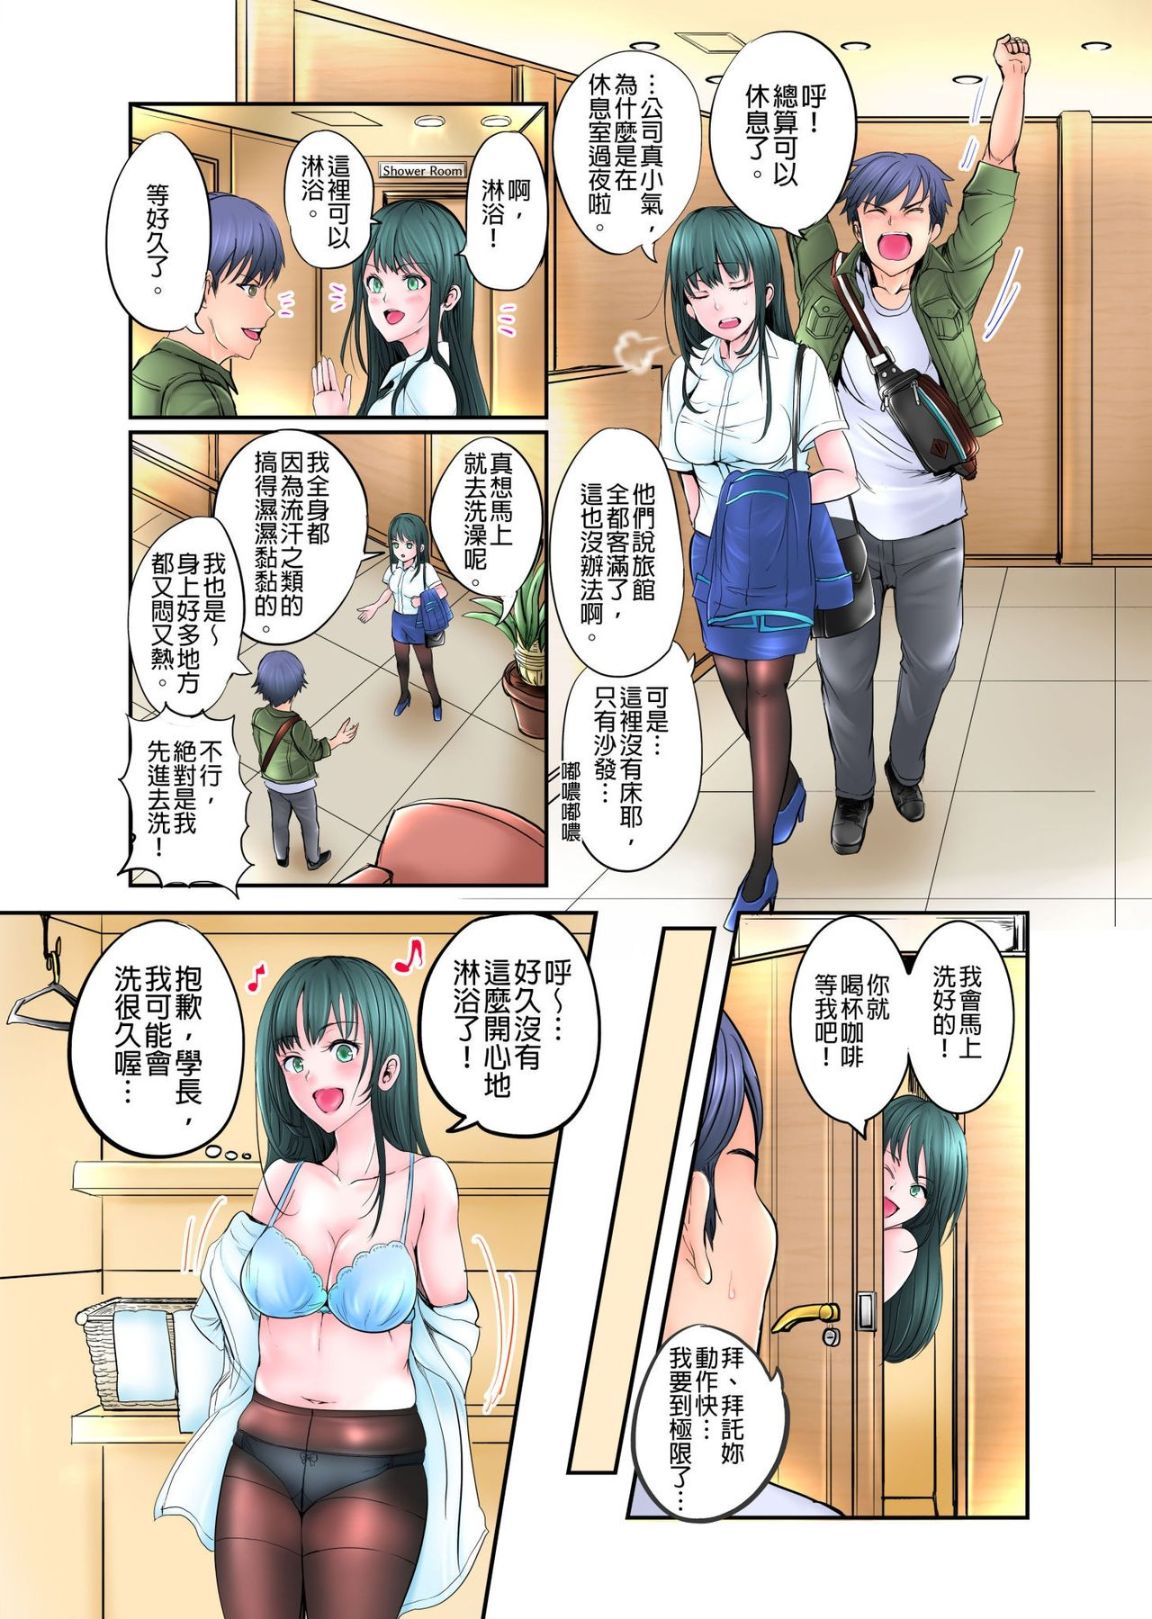 呼！
總算可以
休息了。
…公司真小氣，
為什麼是在
休息室過夜啦。
他們說旅館
全都客滿了，
這也沒辦法啊。
可是…
這裡沒有床耶，
只有沙發…
嘟噥嘟噥
Shower Room
啊，
淋浴！
這裡可以
淋浴。
等好久了。
真想馬上
就去洗澡呢。
我全身都
因為流汗之類的
搞得濕濕黏黏的。
我也是～
身上好多地方
都又悶又熱。
不行，
絕對是我
先進去洗！
我會馬上
洗好的！
你就
喝杯咖啡
等我吧！
拜、拜託妳
動作快…
我要到極限了…
呼～…
好久沒有
這麼開心地
淋浴了！
抱歉，學長，
我可能會
洗很久喔…